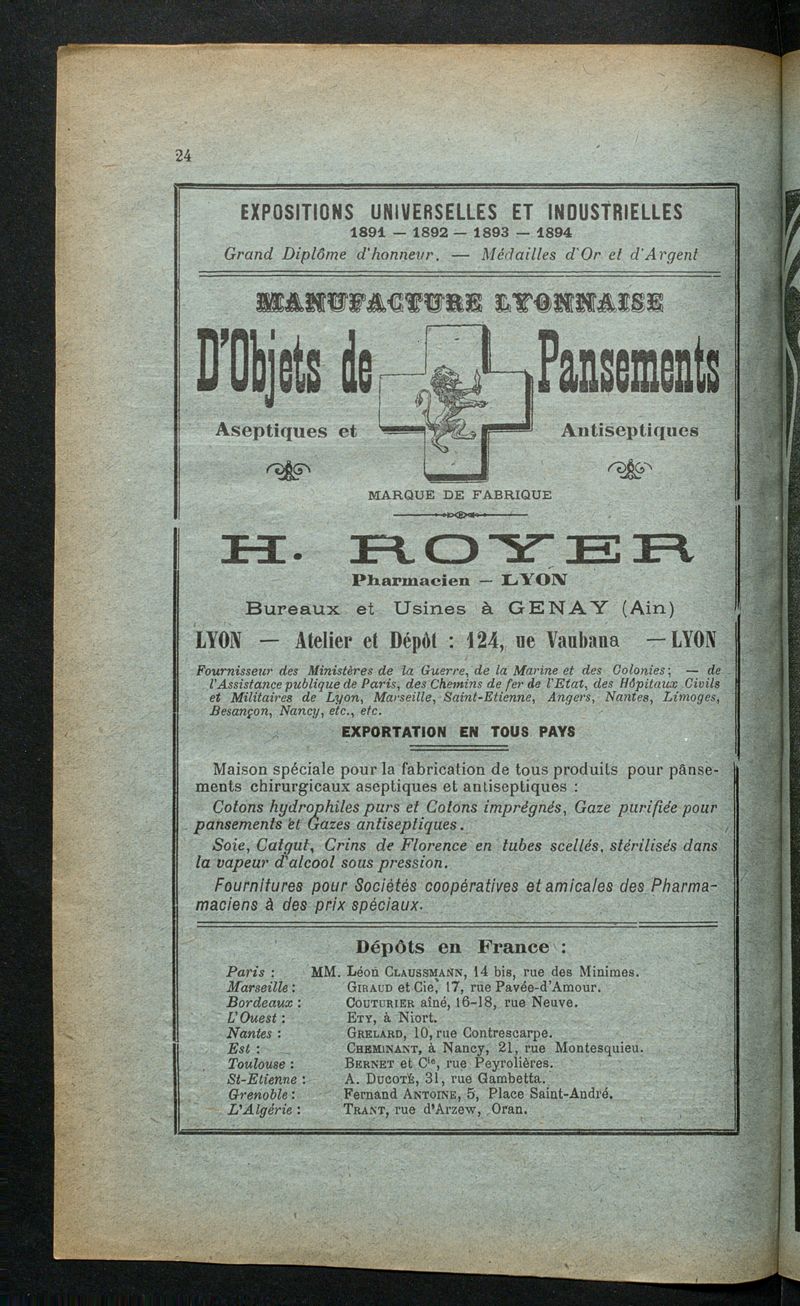 24
EXPOSITIONS UNIVERSELLES ET INDUSTRIELLES
1891 — 1892 — 1893 — 1894
Grand Diplôme d'honneur. — Médailles d'Or et d'Argent
MANUFACTURE LYONNAISE
D'Objets de Pansements
Aseptiques et Antiseptiques
MARQUE DE FABRIQUE
H. ROYER
Pharmacien — LYON
Bureaux et Usines à GENAY (Ain)
LYON — Atelier et Dépôt : 124, ue Vaubana — LYON
Fournisseur des Ministères de la Guerre, de la Marine et des Colonies; — de
l'Assistance publique de Paris, des Chemins de fer de l'Etat, des Hôpitaux Civils
et Militaires de Lyon, Marseille, Saint-Etienne, Angers, Nantes, Limoges,
Besançon, Nancy, etc., etc.
EXPORTATION EN TOUS PAYS
Maison spéciale pour la fabrication de tous produits pour pânse-
ments chirurgicaux aseptiques et antiseptiques :
Cotons hydrophiles purs et Cotons imprégnés, Gaze purifiée pour
pansements et Gazes antiseptiques.
Soie, Catgut, Crins de Florence en tubes scellés, stérilisés dans
la vapeur d'alcool sous pression.
Fournitures pour Sociétés coopératives et amicales des Pharma-
maciens à des prix spéciaux.
Dépôts en France :
Paris : MM. Léon CLAUSSMANN, 14 bis, rue des Minimes.
Marseille : GIRAUD et Cie, 17, rue Pavée-d'Amour.
Bordeaux : COUTURIER aîné, 16-18, rue Neuve.
L'Ouest : ETY, à Niort.
Nantes : GRELARD, 10, rue Contrescarpe.
Est : CHEMINANT, à Nancy, 21, rue Montesquieu.
Toulouse : BERNET et Cie, rue Peyrolières.
St-Etienne : A. DUCOTÉ, 31, rue Gambetta.
Grenoble : Fernand ANTOINE, 5, Place Saint-André.
L'Algérie : TRANT, rue d'Arzew, Oran.